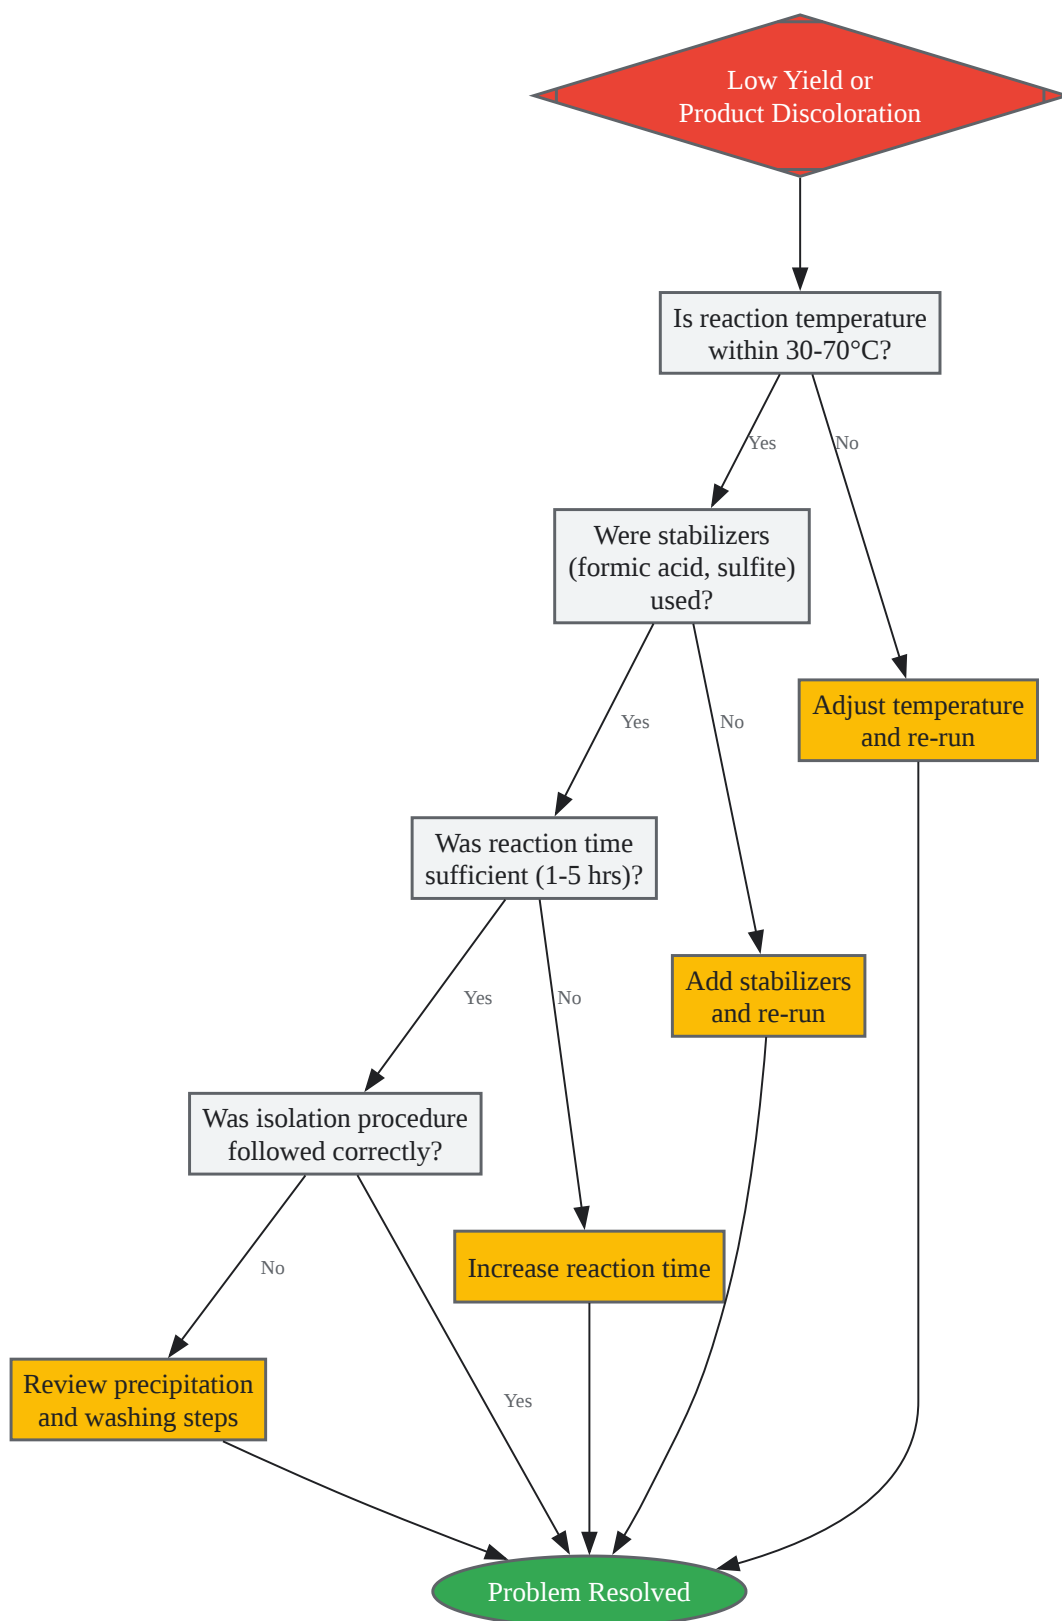 Low Yield or
Product Discoloration
Is reaction temperature
within 30-70°C?
Yes
No
Were stabilizers
(formic acid, sulfite)
used?
Yes
No
Adjust temperature
and re-run
Was reaction time
sufficient (1-5 hrs)?
Yes
No
Add stabilizers
and re-run
Was isolation procedure
followed correctly?
No
Increase reaction time
Yes
Review precipitation
and washing steps
Problem Resolved